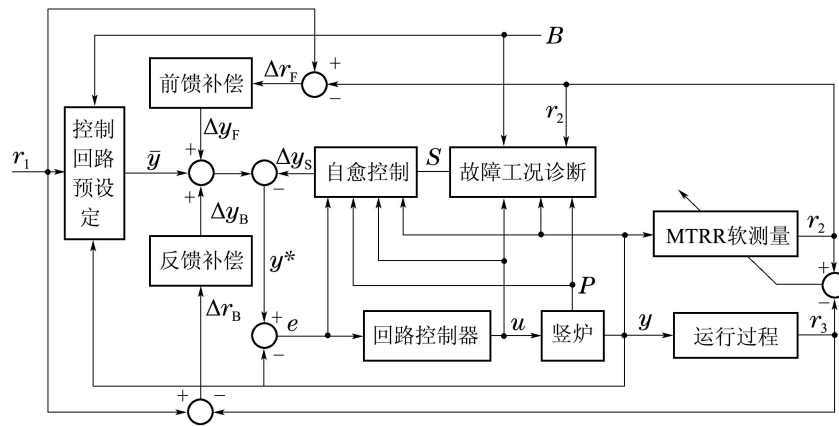 B
+
前馈补偿
Δr_F
−
控制
回路
预设
定
Δy_F
r_2
r_1
ȳ
+
Δy_S
自愈控制
S
故障工况诊断
−
+
Δy_B
MTRR软测量
r_2
反馈补偿
y*
+
Δr_B
P
−
+
e
回路控制器
u
竖炉
y
运行过程
r_3
−
+
−